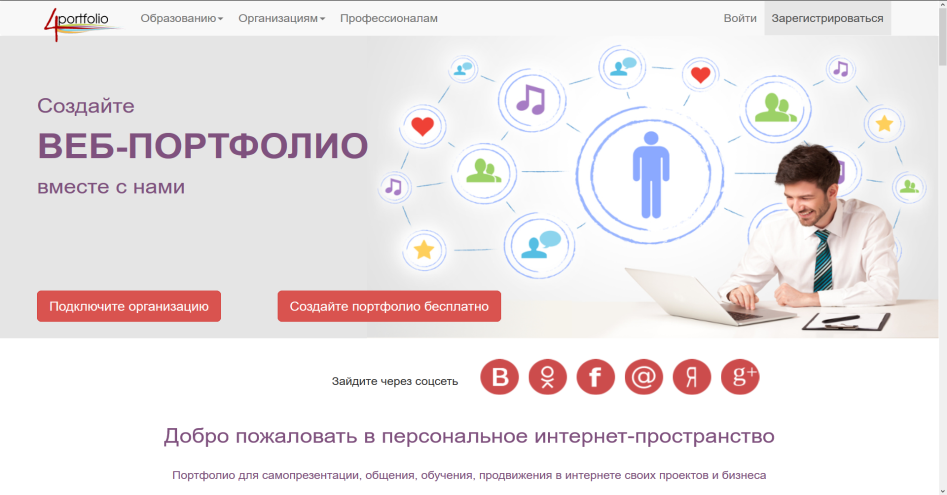 4portfolio
Образованию
Организациям
Профессионалам
Войти
Зарегистрироваться
Создайте
ВЕБ-ПОРТФОЛИО
вместе с нами
Подключите организацию
Создайте портфолио бесплатно
Зайдите через соцсеть
В
f
@
Я
g+
Добро пожаловать в персональное интернет-пространство
Портфолио для самопрезентации, общения, обучения, продвижения в интернете своих проектов и бизнеса